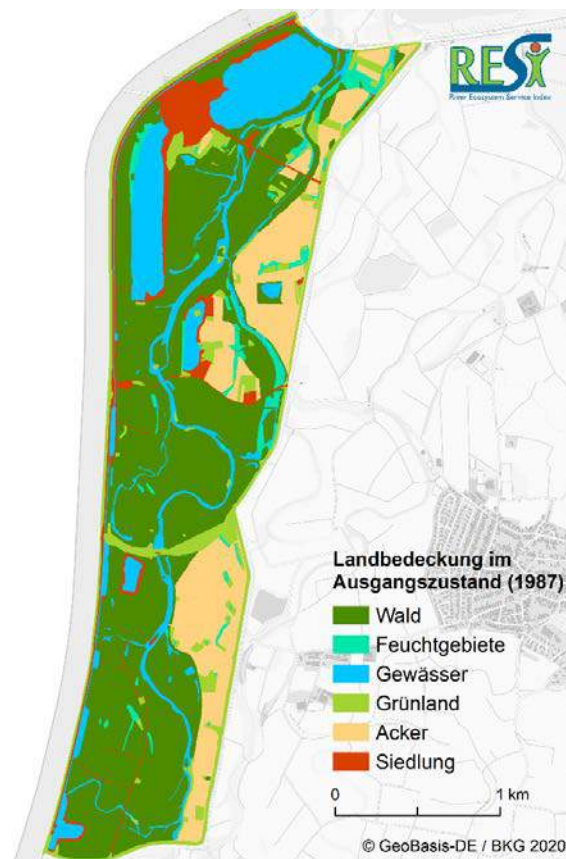 RESI
River Ecosystem Service Index
Landbedeckung im
Ausgangszustand (1987)
Wald
Feuchtgebiete
Gewässer
Grünland
Acker
Siedlung
0 1 km
© GeoBasis-DE / BKG 2020